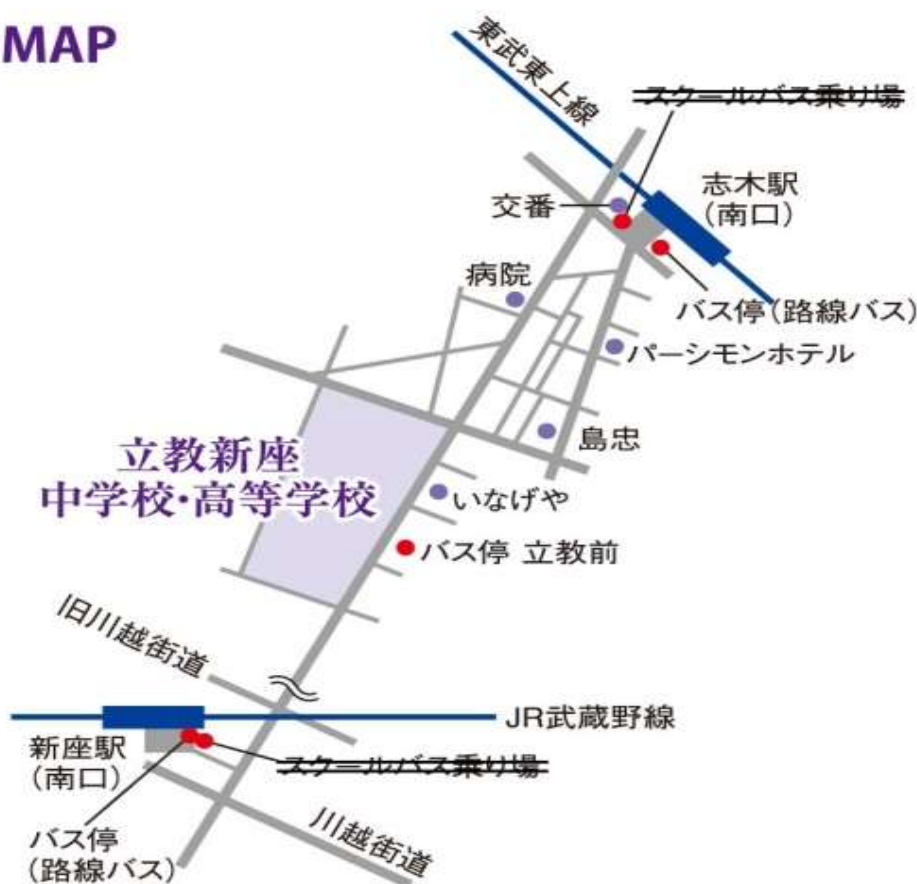 MAP
東武東上線
スクールバス乗り場
志木駅
(南口)
交番
病院
バス停(路線バス)
パーシモンホテル
島忠
立教新座
中学校・高等学校
いなげや
バス停 立教前
旧川越街道
JR武蔵野線
新座駅
(南口)
スクールバス乗り場
バス停
(路線バス)
川越街道